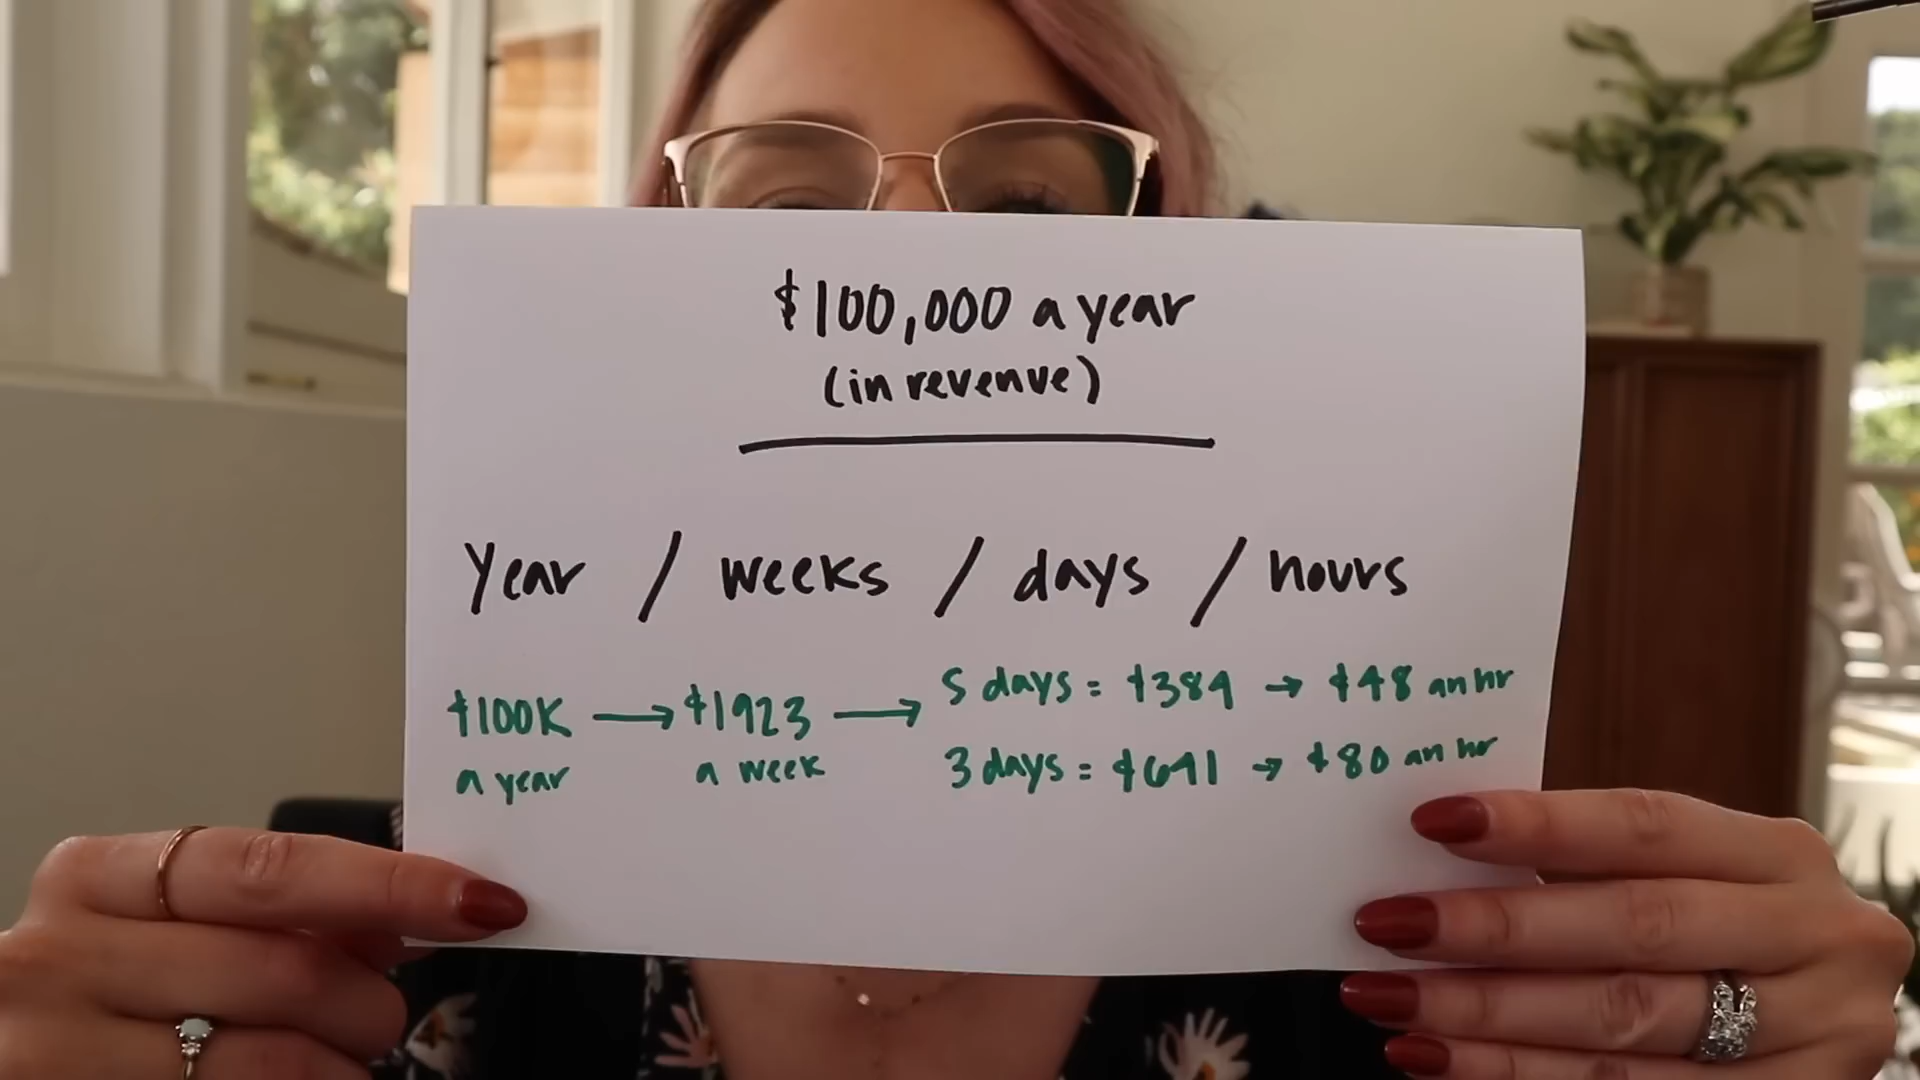 $100,000 a year
(in revenue)
year / weeks / days / hours
$100K → $1923 → 5 days = $384 → $48 an hr
a year a week 3 days = $641 → $80 an hr